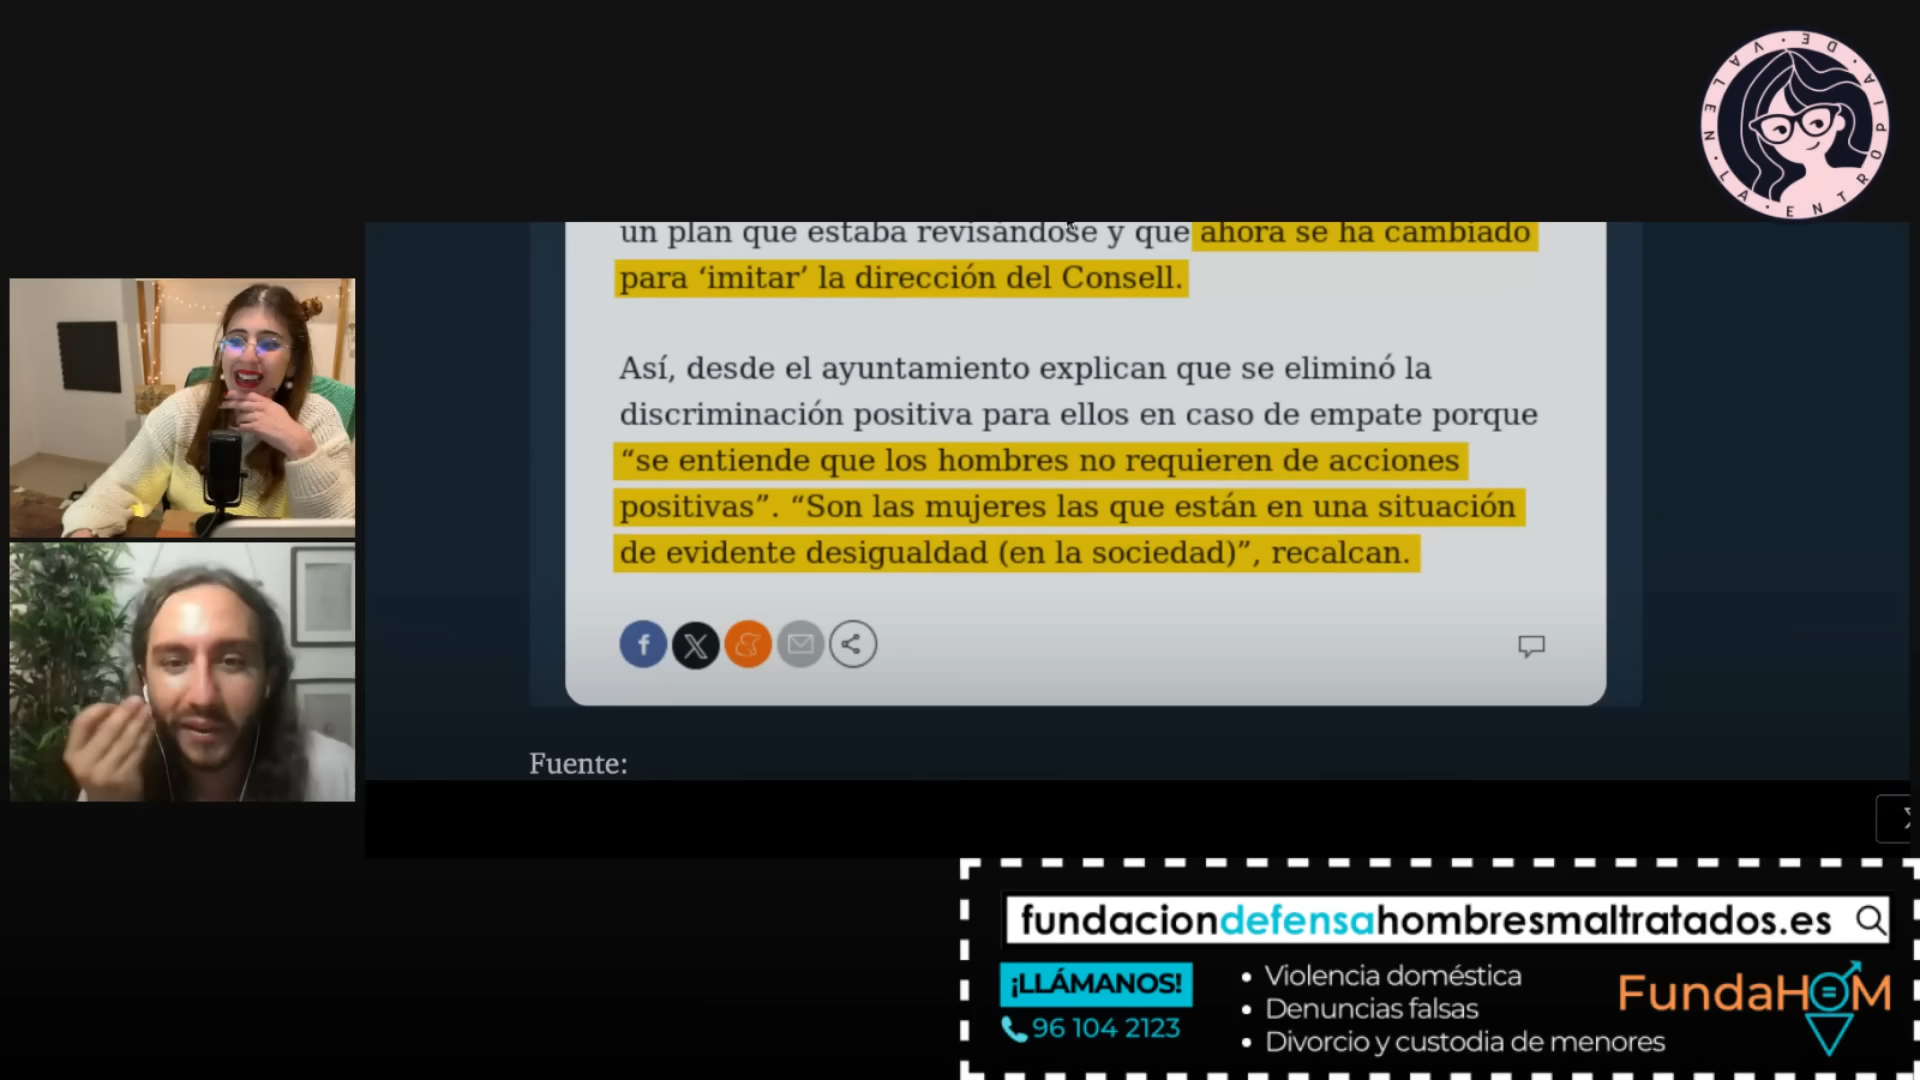 LA · ENTROPIA · DE · VALEN ·
un plan que estaba revisándose y que ahora se ha cambiado
para ‘imitar’ la dirección del Consell.
Así, desde el ayuntamiento explican que se eliminó la
discriminación positiva para ellos en caso de empate porque
“se entiende que los hombres no requieren de acciones
positivas”. “Son las mujeres las que están en una situación
de evidente desigualdad (en la sociedad)”, recalcan.
Fuente:
fundaciondefensahombresmaltratados.es
¡LLÁMANOS!
96 104 2123
• Violencia doméstica
• Denuncias falsas
• Divorcio y custodia de menores
FundaHOM